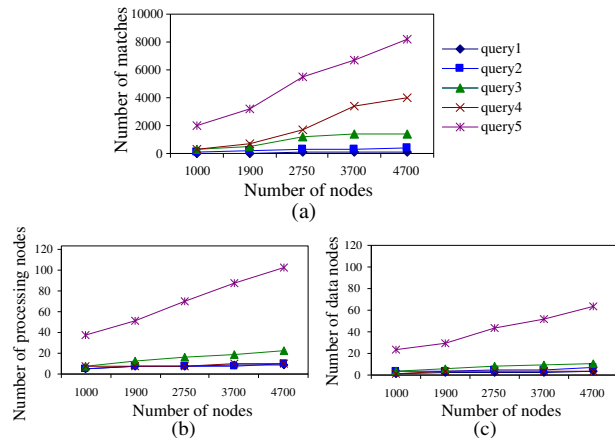 10000
8000
6000
4000
2000
0
Number of matches
1000 1900 2750 3700 4700
Number of nodes
query1
query2
query3
query4
query5
(a)
120
100
80
60
40
20
0
Number of processing nodes
1000 1900 2750 3700 4700
Number of nodes
(b)
120
100
80
60
40
20
0
Number of data nodes
1000 1900 2750 3700 4700
Number of nodes
(c)